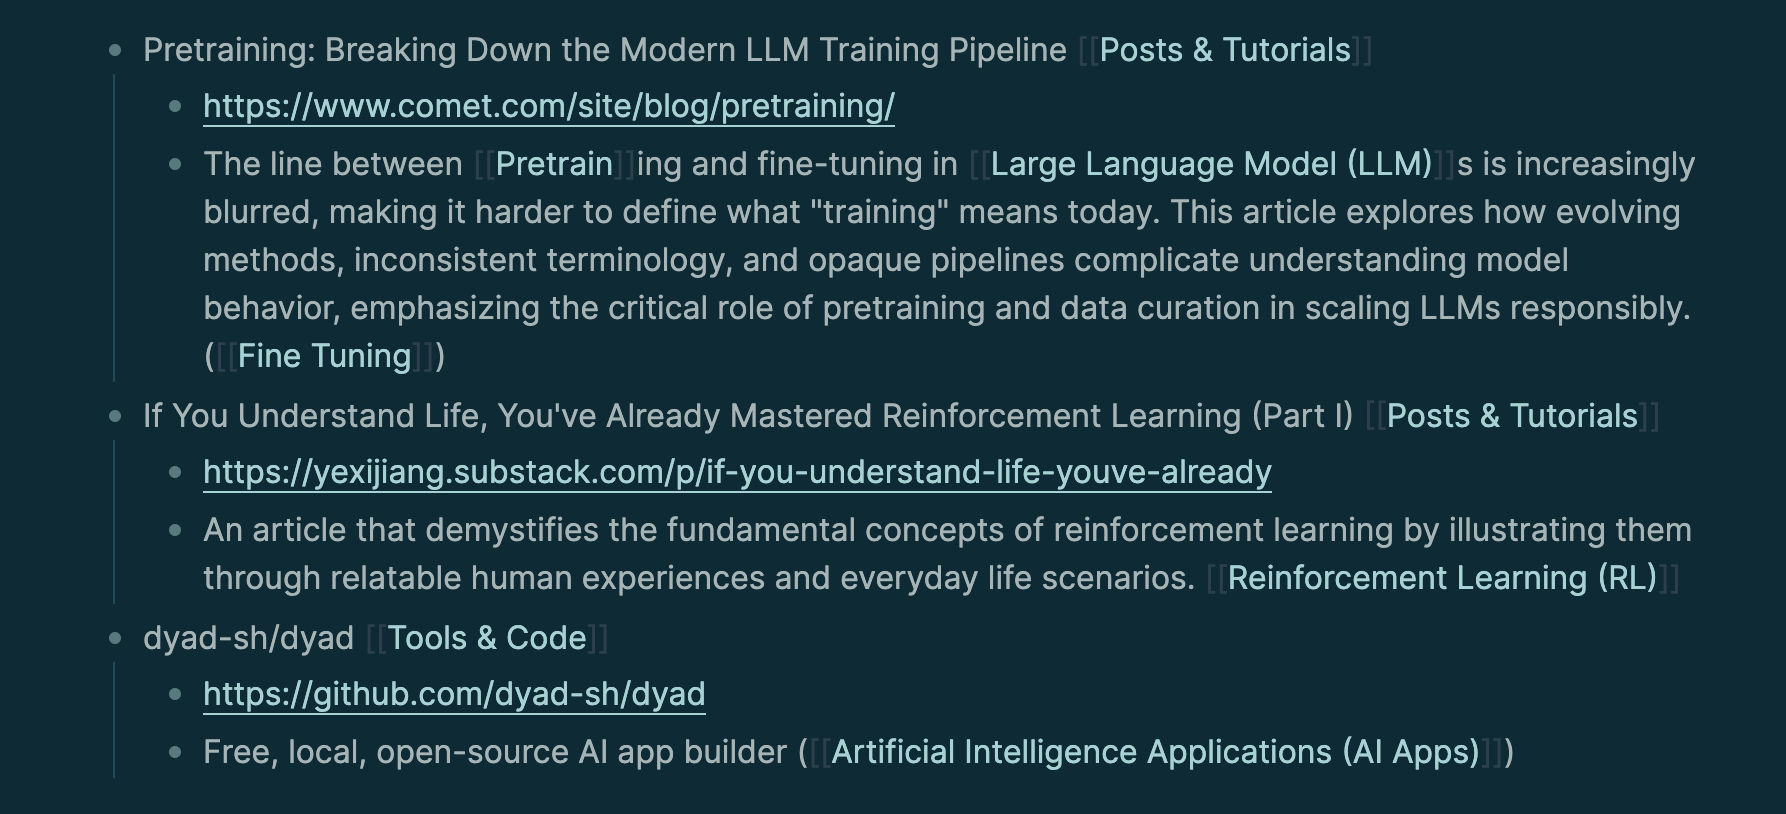 Pretraining: Breaking Down the Modern LLM Training Pipeline [[Posts & Tutorials]]
https://www.comet.com/site/blog/pretraining/
The line between [[Pretrain]]ing and fine-tuning in [[Large Language Model (LLM)]]s is increasingly
blurred, making it harder to define what "training" means today. This article explores how evolving
methods, inconsistent terminology, and opaque pipelines complicate understanding model
behavior, emphasizing the critical role of pretraining and data curation in scaling LLMs responsibly.
([[Fine Tuning]])
If You Understand Life, You've Already Mastered Reinforcement Learning (Part I) [[Posts & Tutorials]]
https://yexijiang.substack.com/p/if-you-understand-life-youve-already
An article that demystifies the fundamental concepts of reinforcement learning by illustrating them
through relatable human experiences and everyday life scenarios. [[Reinforcement Learning (RL)]]
dyad-sh/dyad [[Tools & Code]]
https://github.com/dyad-sh/dyad
Free, local, open-source AI app builder ([[Artificial Intelligence Applications (AI Apps)]])